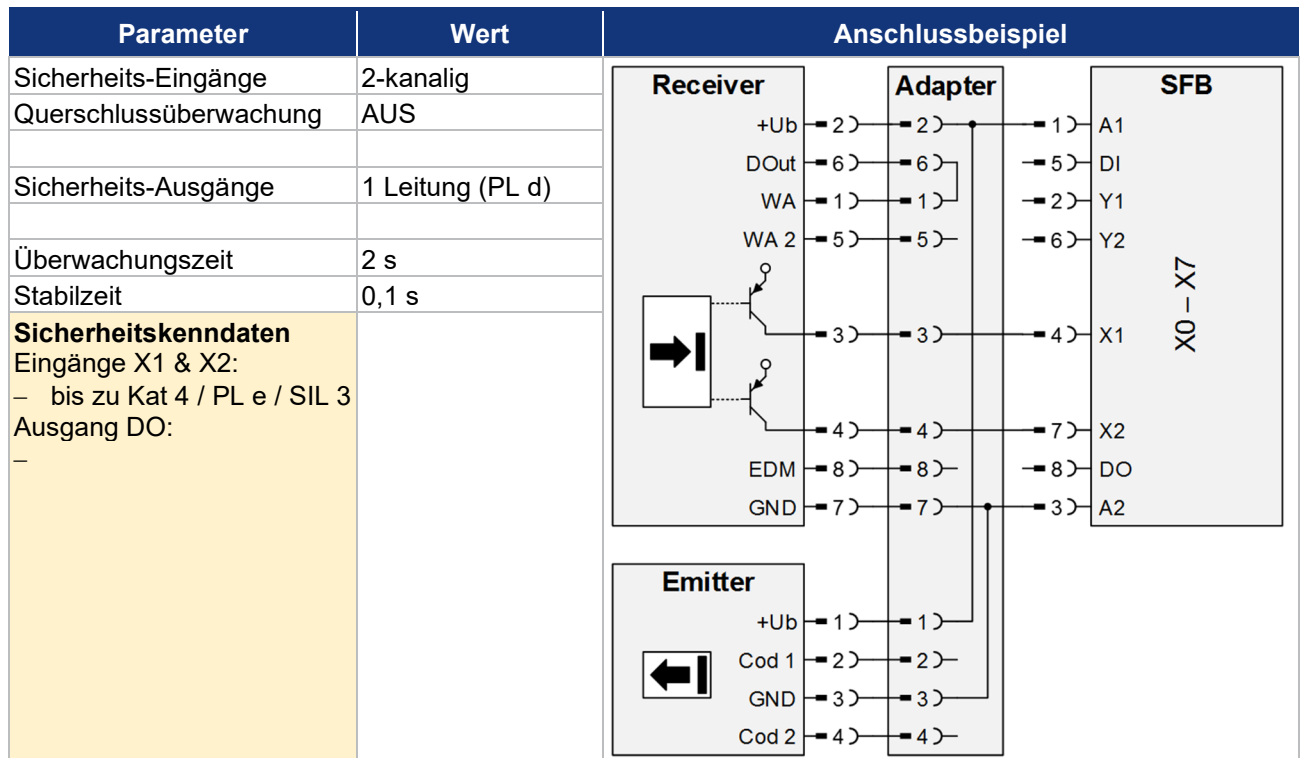 Parameter Wert Anschlussbeispiel
Sicherheits-Eingänge 2-kanalig
Querschlussüberwachung AUS
Sicherheits-Ausgänge 1 Leitung (PL d)
Überwachungszeit 2 s
Stabilzeit 0,1 s
Sicherheitskenndaten
Eingänge X1 & X2:
– bis zu Kat 4 / PL e / SIL 3
Ausgang DO:
–
Receiver Adapter SFB
+Ub 2 2 1 A1
DOut 6 6 5 DI
WA 1 1 2 Y1
WA 2 5 5 6 Y2
X0 – X7
3 3 4 X1
4 4 7 X2
EDM 8 8 8 DO
GND 7 7 3 A2
Emitter
+Ub 1 1
Cod 1 2 2
GND 3 3
Cod 2 4 4